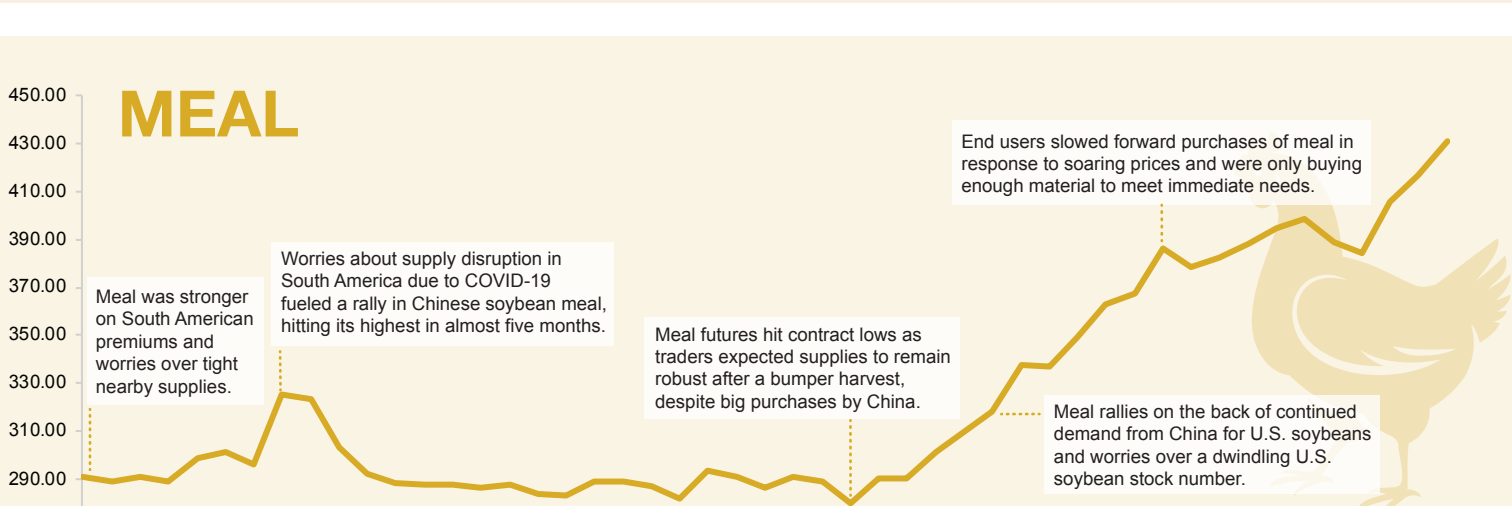 MEAL
450.00
430.00
410.00
390.00
370.00
350.00
330.00
310.00
290.00
Meal was stronger
on South American
premiums and
worries over tight
nearby supplies.
Worries about supply disruption in
South America due to COVID-19
fueled a rally in Chinese soybean meal,
hitting its highest in almost five months.
Meal futures hit contract lows as
traders expected supplies to remain
robust after a bumper harvest,
despite big purchases by China.
End users slowed forward purchases of meal in
response to soaring prices and were only buying
enough material to meet immediate needs.
Meal rallies on the back of continued
demand from China for U.S. soybeans
and worries over a dwindling U.S.
soybean stock number.